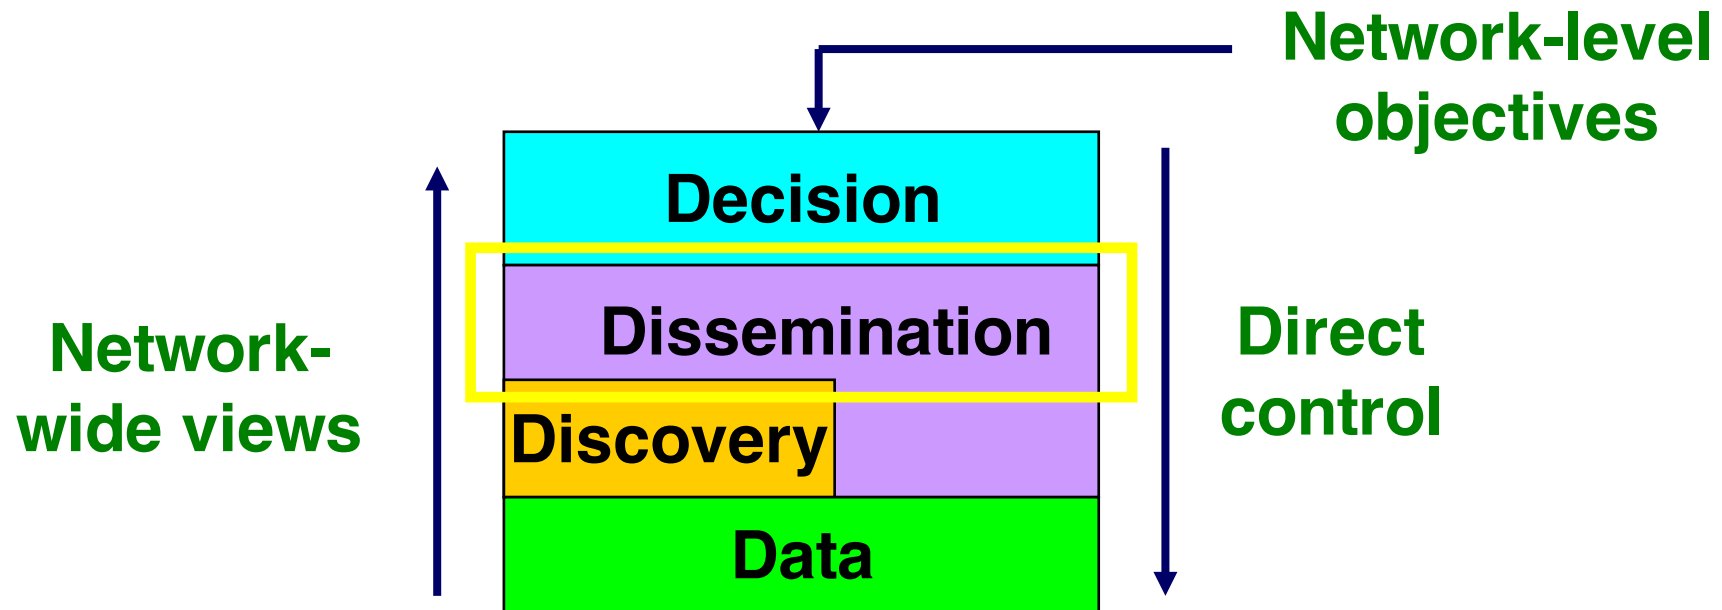 Network-level
objectives
Decision
Dissemination
Network-
wide views
Direct
control
Discovery
Data